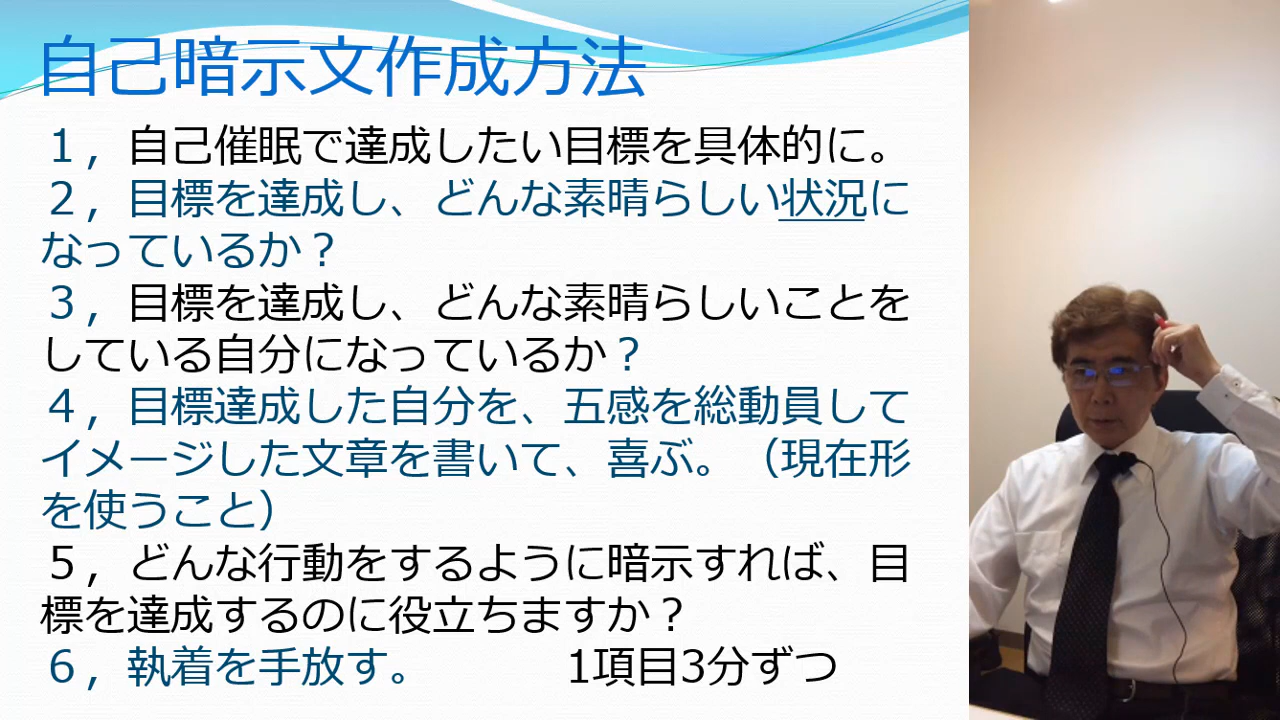 自己暗示文作成方法
１，自己催眠で達成したい目標を具体的に。
２，目標を達成し、どんな素晴らしい状況に
なっているか？
３，目標を達成し、どんな素晴らしいことを
している自分になっているか？
４，目標達成した自分を、五感を総動員して
イメージした文章を書いて、喜ぶ。（現在形
を使うこと）
５，どんな行動をするように暗示すれば、目
標を達成するのに役立ちますか？
６，執着を手放す。　　　1項目3分ずつ